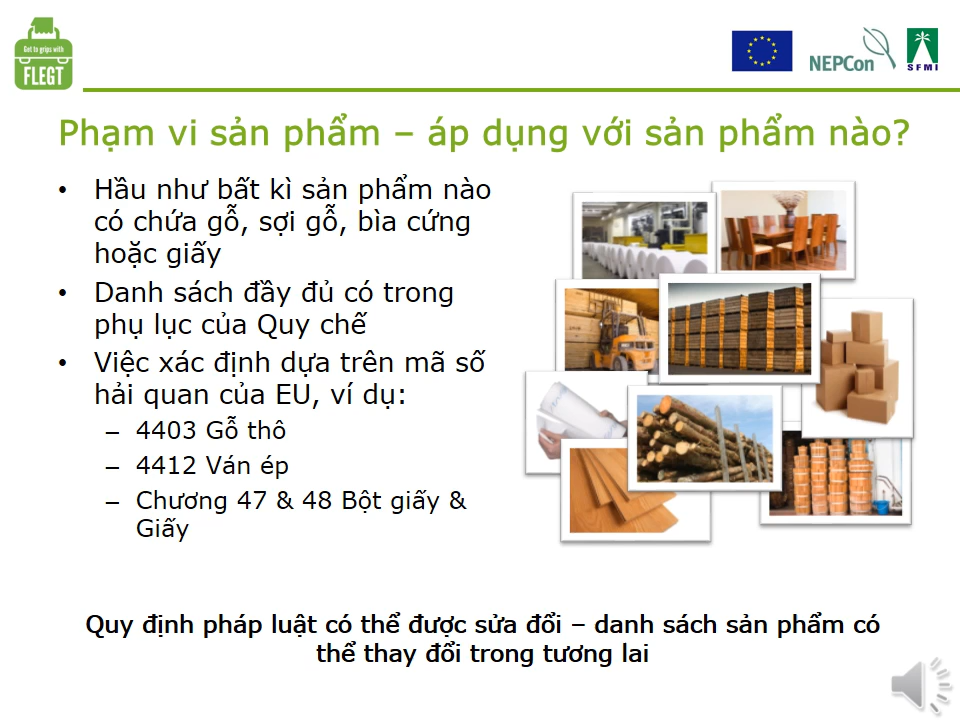 Get to grips with
FLEGT
NEPCon
SFMI
Phạm vi sản phẩm – áp dụng với sản phẩm nào?
• Hầu như bất kì sản phẩm nào
có chứa gỗ, sợi gỗ, bìa cứng
hoặc giấy
• Danh sách đầy đủ có trong
phụ lục của Quy chế
• Việc xác định dựa trên mã số
hải quan của EU, ví dụ:
– 4403 Gỗ thô
– 4412 Ván ép
– Chương 47 & 48 Bột giấy &
Giấy
Quy định pháp luật có thể được sửa đổi – danh sách sản phẩm có
thể thay đổi trong tương lai